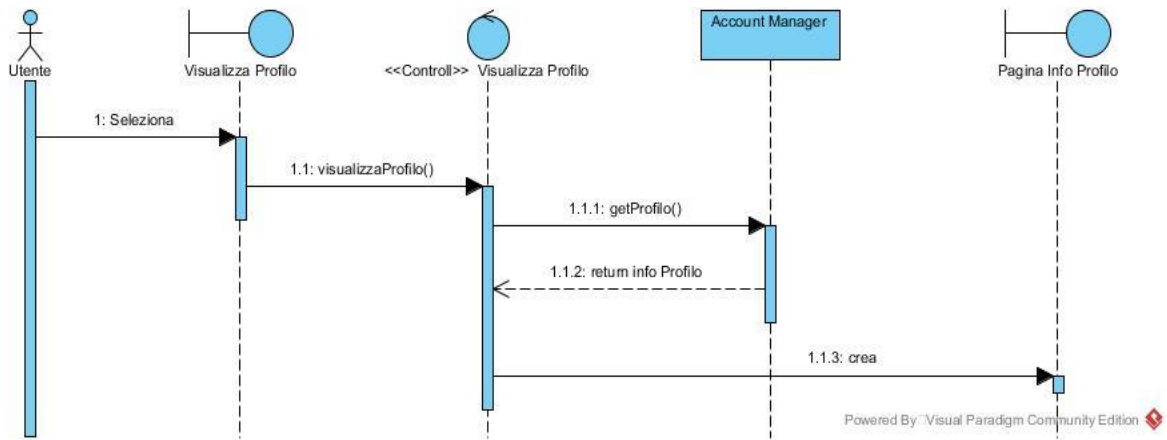 Account Manager
Utente
Visualizza Profilo
<<Controll>> Visualizza Profilo
Pagina Info Profilo
1: Seleziona
1.1: visualizzaProfilo()
1.1.1: getProfilo()
1.1.2: return info Profilo
1.1.3: crea
Powered By Visual Paradigm Community Edition